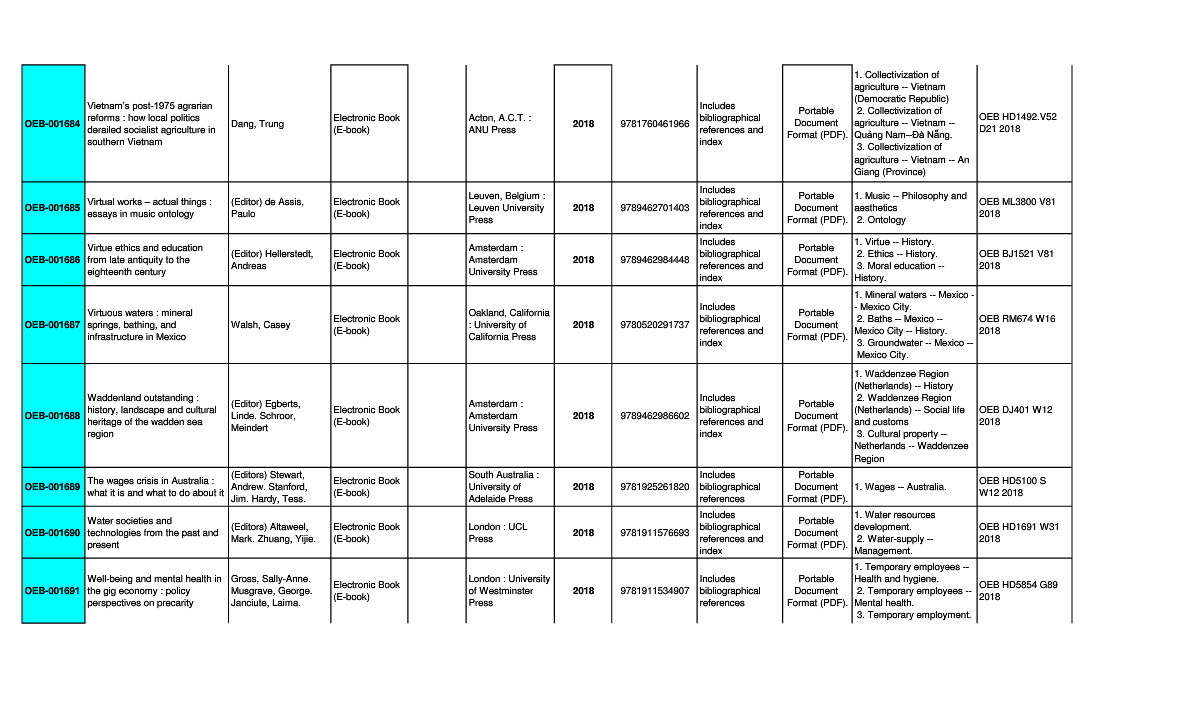 OEB-001684
Vietnam's post-1975 agrarian
reforms : how local politics
derailed socialist agriculture in
southern Vietnam
Dang, Trung
Electronic Book
(E-book)
Acton, A.C.T. :
ANU Press
2018
9781760461966
Includes
bibliographical
references and
index
Portable
Document
Format (PDF).
1. Collectivization of
agriculture -- Vietnam
(Democratic Republic)
2. Collectivization of
agriculture -- Vietnam --
Quảng Nam--Đà Nẵng.
3. Collectivization of
agriculture -- Vietnam -- An
Giang (Province)
OEB HD1492.V52
D21 2018
OEB-001685
Virtual works – actual things :
essays in music ontology
(Editor) de Assis,
Paulo
Electronic Book
(E-book)
Leuven, Belgium :
Leuven University
Press
2018
9789462701403
Includes
bibliographical
references and
index
Portable
Document
Format (PDF).
1. Music -- Philosophy and
aesthetics
2. Ontology
OEB ML3800 V81
2018
OEB-001686
Virtue ethics and education
from late antiquity to the
eighteenth century
(Editor) Hellerstedt,
Andreas
Electronic Book
(E-book)
Amsterdam :
Amsterdam
University Press
2018
9789462984448
Includes
bibliographical
references and
index
Portable
Document
Format (PDF).
1. Virtue -- History.
2. Ethics -- History.
3. Moral education --
History.
OEB BJ1521 V81
2018
OEB-001687
Virtuous waters : mineral
springs, bathing, and
infrastructure in Mexico
Walsh, Casey
Electronic Book
(E-book)
Oakland, California
: University of
California Press
2018
9780520291737
Includes
bibliographical
references and
index
Portable
Document
Format (PDF).
1. Mineral waters -- Mexico -
- Mexico City.
2. Baths -- Mexico --
Mexico City -- History.
3. Groundwater -- Mexico --
Mexico City.
OEB RM674 W16
2018
OEB-001688
Waddenland outstanding :
history, landscape and cultural
heritage of the wadden sea
region
(Editor) Egberts,
Linde. Schroor,
Meindert
Electronic Book
(E-book)
Amsterdam :
Amsterdam
University Press
2018
9789462986602
Includes
bibliographical
references and
index
Portable
Document
Format (PDF).
1. Waddenzee Region
(Netherlands) -- History
2. Waddenzee Region
(Netherlands) -- Social life
and customs
3. Cultural property --
Netherlands -- Waddenzee
Region
OEB DJ401 W12
2018
OEB-001689
The wages crisis in Australia :
what it is and what to do about it
(Editors) Stewart,
Andrew. Stanford,
Jim. Hardy, Tess.
Electronic Book
(E-book)
South Australia :
University of
Adelaide Press
2018
9781925261820
Includes
bibliographical
references
Portable
Document
Format (PDF).
1. Wages -- Australia.
OEB HD5100 S
W12 2018
OEB-001690
Water societies and
technologies from the past and
present
(Editors) Altaweel,
Mark. Zhuang, Yijie.
Electronic Book
(E-book)
London : UCL
Press
2018
9781911576693
Includes
bibliographical
references and
index
Portable
Document
Format (PDF).
1. Water resources
development.
2. Water-supply --
Management.
OEB HD1691 W31
2018
OEB-001691
Well-being and mental health in
the gig economy : policy
perspectives on precarity
Gross, Sally-Anne.
Musgrave, George.
Janciute, Laima.
Electronic Book
(E-book)
London : University
of Westminster
Press
2018
9781911534907
Includes
bibliographical
references
Portable
Document
Format (PDF).
1. Temporary employees --
Health and hygiene.
2. Temporary employees --
Mental health.
3. Temporary employment.
OEB HD5854 G89
2018